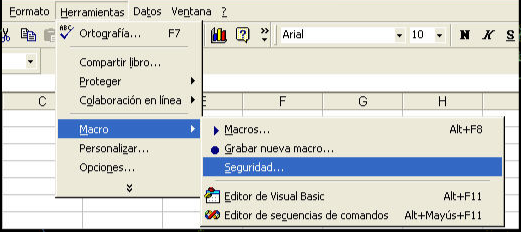 Formato Herramientas Datos Ventana ?
Ortografía... F7
Arial 10 N K S
Compartir libro...
Proteger
Colaboración en línea
C E F G H
Macro
Macros... Alt+F8
Personalizar...
Grabar nueva macro...
Opciones...
Seguridad...
Editor de Visual Basic Alt+F11
Editor de secuencias de comandos Alt+Mayús+F11